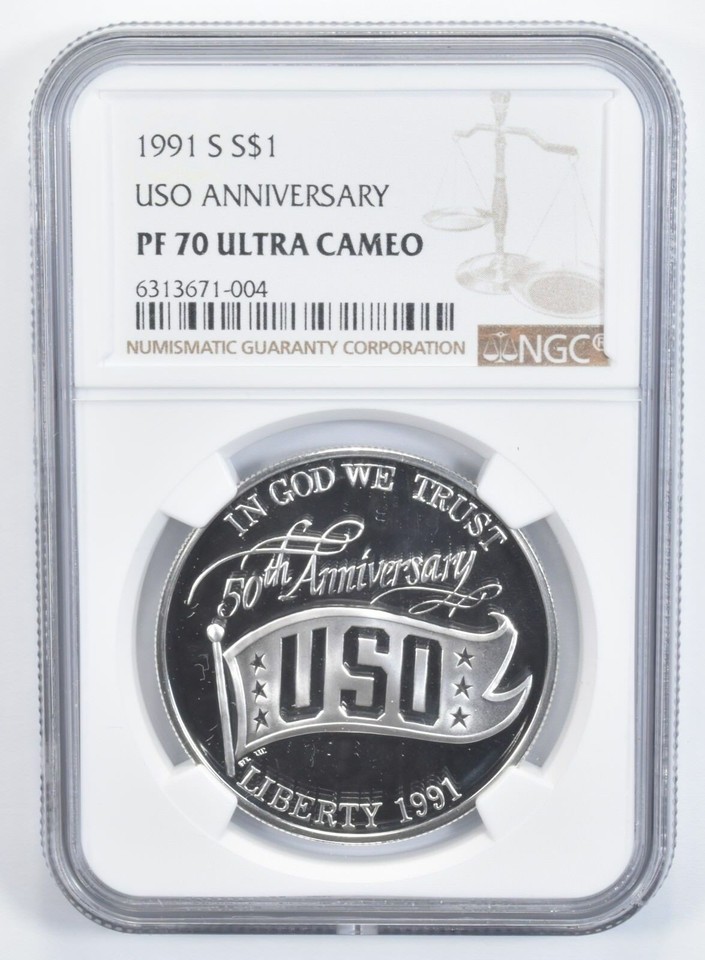 1991 S S$1
USO ANNIVERSARY
PF 70 ULTRA CAMEO
6313671-004
NUMISMATIC GUARANTY CORPORATION
NGC®
IN GOD WE TRUST
50th Anniversary
USO
LIBERTY 1991